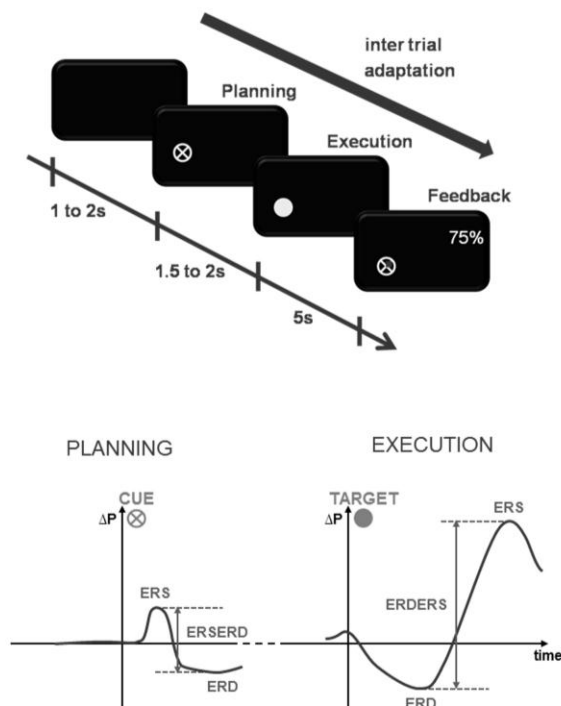 inter trial
adaptation
Planning
Execution
Feedback
75%
1 to 2s
1.5 to 2s
5s
PLANNING
EXECUTION
CUE
TARGET
ΔP
ΔP
ERS
ERS
ERSERD
ERDERS
time
ERD
ERD